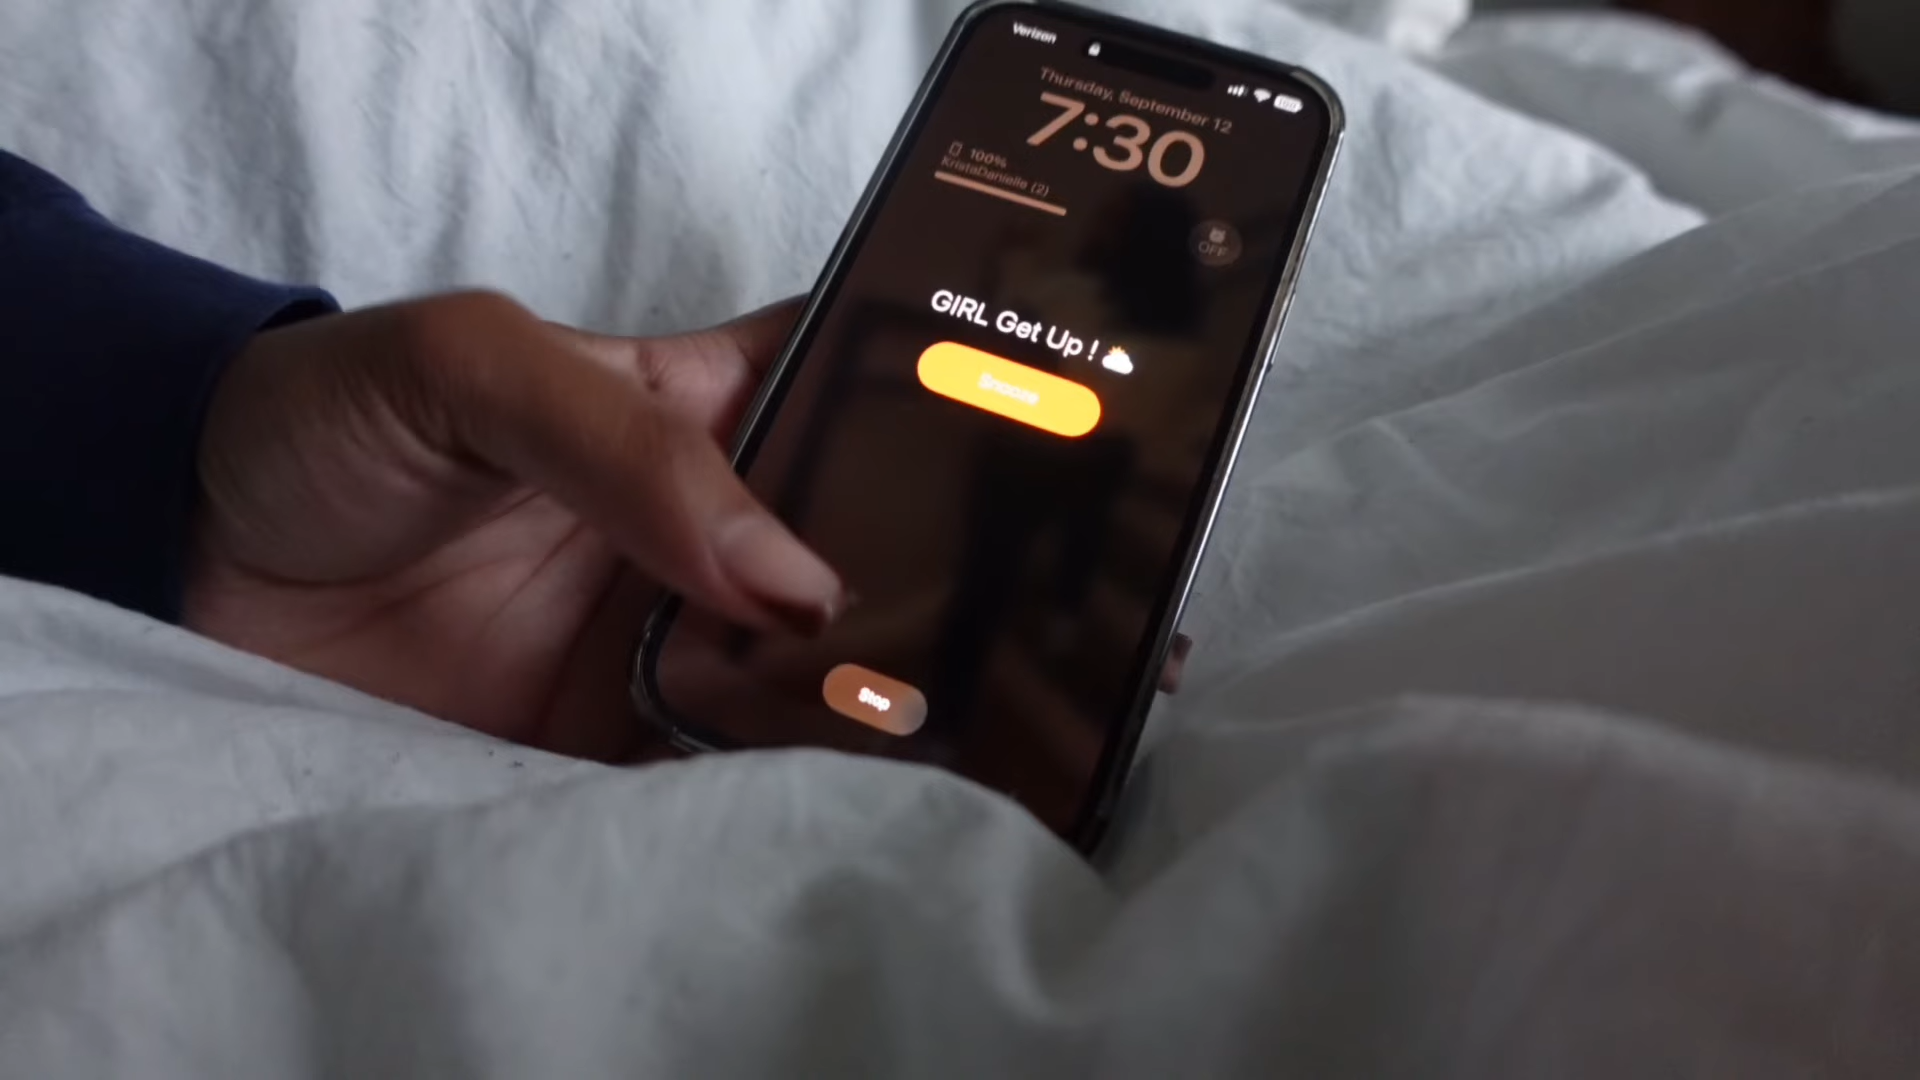 Verizon
Thursday, September 12
7:30
100%
KristaDanielle (2)
OFF
GIRL Get Up ! 🌥️
Snooze
Stop